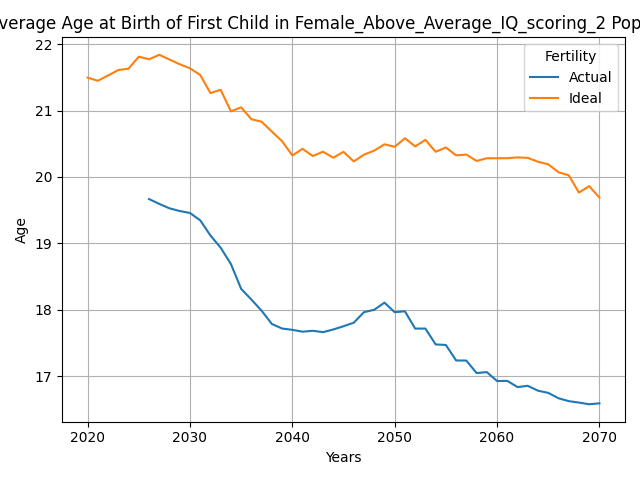 verage Age at Birth of First Child in Female_Above_Average_IQ_scoring_2 Pop
Fertility
Actual
Ideal
22
21
20
19
18
17
Age
2020 2030 2040 2050 2060 2070
Years